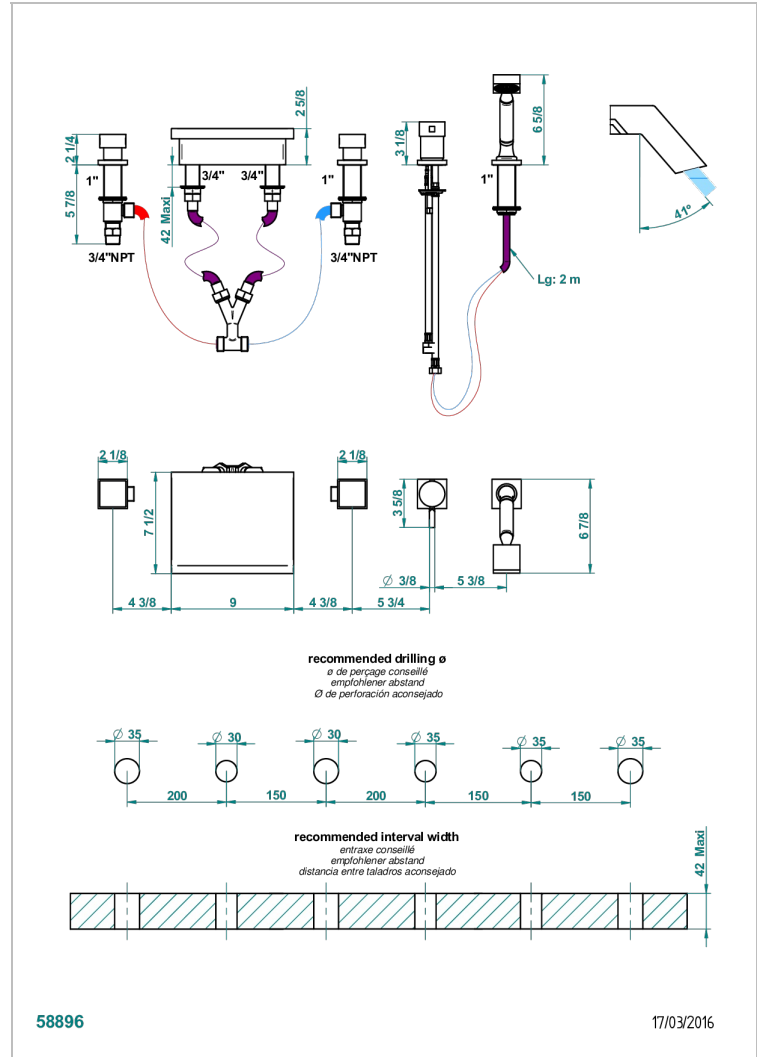 2 5/8
6 5/8
2 1/4
3 1/8
1"
3/4"
3/4"
1"
1"
5 7/8
42 Maxi
41°
3/4"NPT
3/4"NPT
Lg: 2 m
2 1/8
2 1/8
7 1/2
3 5/8
6 7/8
Ø 3/8
5 3/8
4 3/8
9
4 3/8
5 3/4
recommended drilling ø
ø de perçage conseillé
empfohlener abstand
Ø de perforación aconsejado
Ø 35
Ø 30
Ø 30
Ø 35
Ø 35
Ø 35
200
150
200
150
150
recommended interval width
entraxe conseillé
empfohlener abstand
distancia entre taladros aconsejado
42 Maxi
58896
17/03/2016